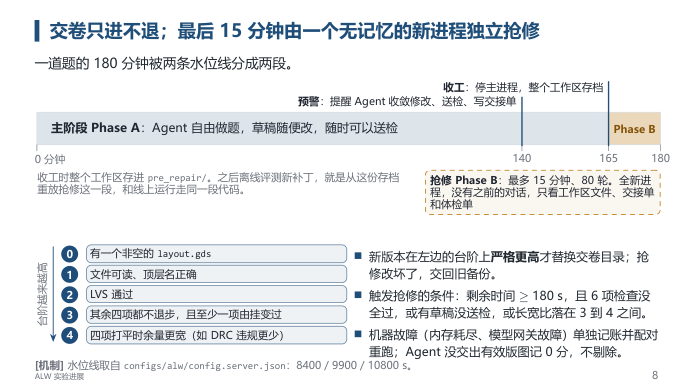 交卷只进不退；最后 15 分钟由一个无记忆的新进程独立抢修
一道题的 180 分钟被两条水位线分成两段。
收工：停主进程，整个工作区存档
预警：提醒 Agent 收敛修改、送检、写交接单
主阶段 Phase A：Agent 自由做题，草稿随便改，随时可以送检
Phase B
0 分钟
140
165
180
收工时整个工作区存进 pre_repair/。之后离线评测新补丁，就是从这份存档
重放抢修这一段，和线上运行走同一段代码。
抢修 Phase B：最多 15 分钟、80 轮。全新进
程，没有之前的对话，只看工作区文件、交接单
和体检单
台阶越来越高
0 有一个非空的 layout.gds
1 文件可读、顶层名正确
2 LVS 通过
3 其余四项都不退步，且至少一项由挂变过
4 四项打平时余量更宽（如 DRC 违规更少）
■ 新版本在左边的台阶上严格更高才替换交卷目录；抢
修改坏了，交回旧备份。
■ 触发抢修的条件：剩余时间 ≥ 180 s，且 6 项检查没
全过，或有草稿没送检，或长宽比落在 3 到 4 之间。
■ 机器故障（内存耗尽、模型网关故障）单独记账并配对
重跑；Agent 没交出有效版图记 0 分，不剔除。
[机制] 水位线取自 configs/alw/config.server.json：8400 / 9900 / 10800 s。
ALW 实验进展
8